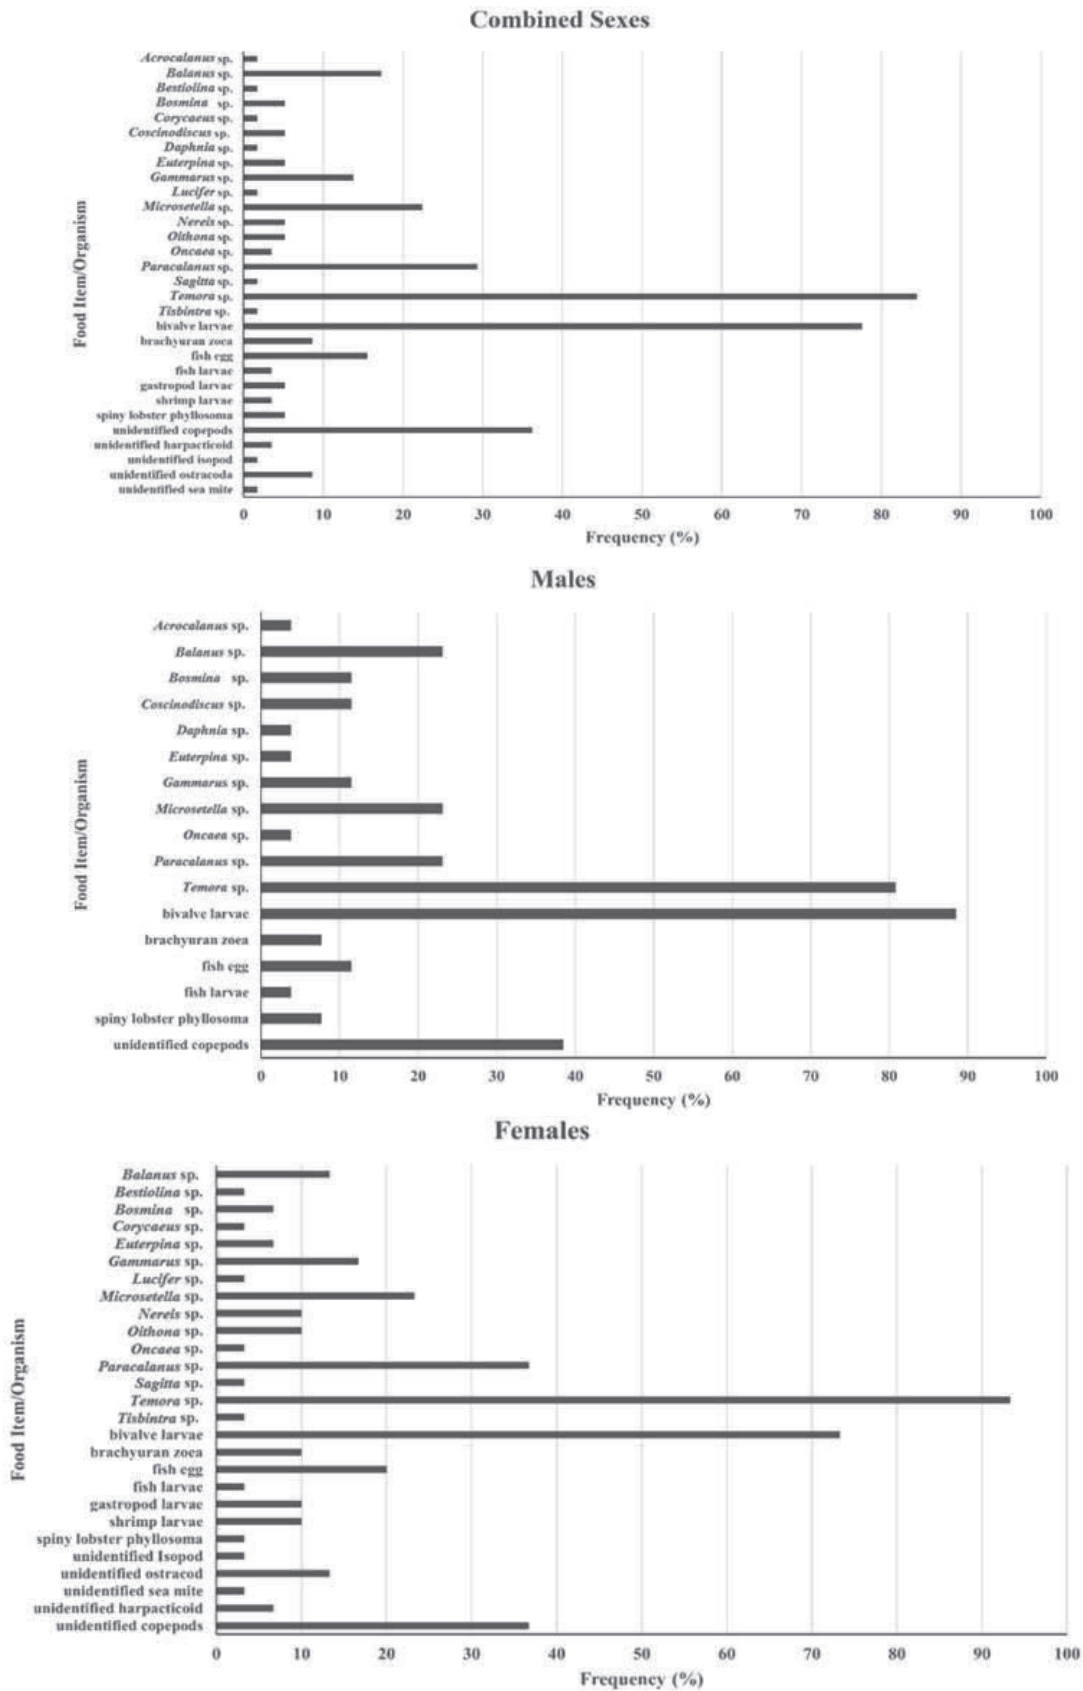 Combined Sexes
Food Item/Organism
Acrocalanus sp.
Balanus sp.
Bestiolina sp.
Bosmina sp.
Corycaeus sp.
Coscinodiscus sp.
Daphnia sp.
Euterpina sp.
Gammarus sp.
Lucifer sp.
Microsetella sp.
Nereis sp.
Oithona sp.
Oncaea sp.
Paracalanus sp.
Sagitta sp.
Temora sp.
Tisbintra sp.
bivalve larvae
brachyuran zoea
fish egg
fish larvae
gastropod larvae
shrimp larvae
spiny lobster phyllosoma
unidentified copepods
unidentified harpacticoid
unidentified isopod
unidentified ostracoda
unidentified sea mite
0 10 20 30 40 50 60 70 80 90 100
Frequency (%)
Males
Food Item/Organism
Acrocalanus sp.
Balanus sp.
Bosmina sp.
Coscinodiscus sp.
Daphnia sp.
Euterpina sp.
Gammarus sp.
Microsetella sp.
Oncaea sp.
Paracalanus sp.
Temora sp.
bivalve larvae
brachyuran zoea
fish egg
fish larvae
spiny lobster phyllosoma
unidentified copepods
0 10 20 30 40 50 60 70 80 90 100
Frequency (%)
Females
Food Item/Organism
Balanus sp.
Bestiolina sp.
Bosmina sp.
Corycaeus sp.
Euterpina sp.
Gammarus sp.
Lucifer sp.
Microsetella sp.
Nereis sp.
Oithona sp.
Oncaea sp.
Paracalanus sp.
Sagitta sp.
Temora sp.
Tisbintra sp.
bivalve larvae
brachyuran zoea
fish egg
fish larvae
gastropod larvae
shrimp larvae
spiny lobster phyllosoma
unidentified Isopod
unidentified ostracod
unidentified sea mite
unidentified harpacticoid
unidentified copepods
0 10 20 30 40 50 60 70 80 90 100
Frequency (%)